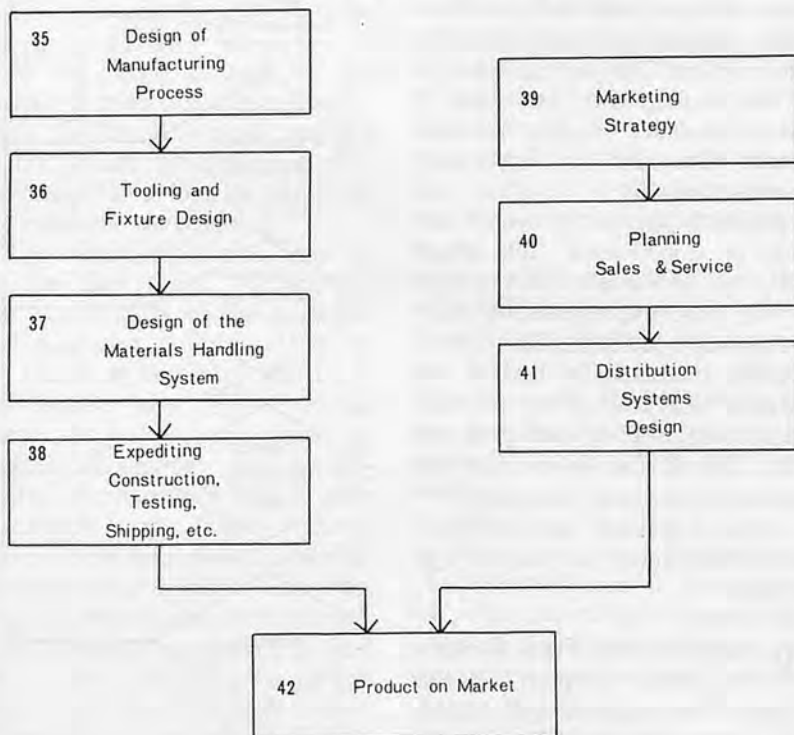 35 Design of
Manufacturing
Process
36 Tooling and
Fixture Design
37 Design of the
Materials Handling
System
38 Expediting
Construction,
Testing,
Shipping, etc.
39 Marketing
Strategy
40 Planning
Sales & Service
41 Distribution
Systems
Design
42 Product on Market